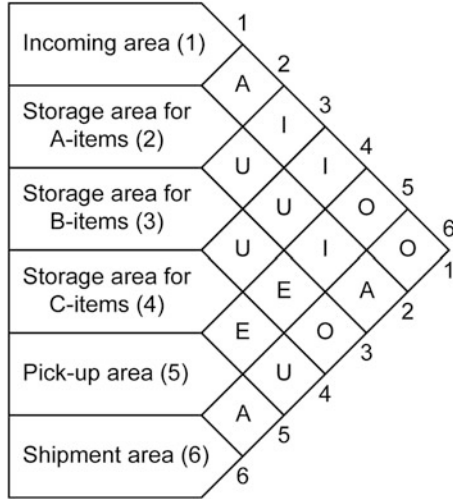 1
Incoming area (1)
2
A
3
Storage area for
I
A-items (2)
4
U I
5
Storage area for
U O
B-items (3)
6
U I O
1
Storage area for
E A
C-items (4)
2
E O
3
Pick-up area (5) U
4
A
5
Shipment area (6)
6